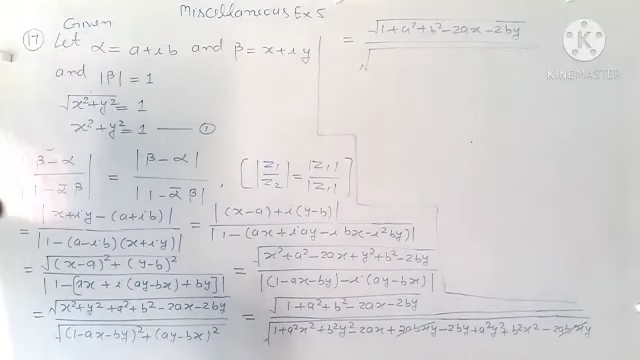 Miscellaneous Ex 5
Given
(17) Let α = a+ib and β = x+iy
and |β| = 1
√(x²+y²) = 1
x²+y² = 1 —— ①
|(β-α)/(1-ᾱβ)| = |β-α|/|1-ᾱβ| , [|Z₁/Z₂| = |Z₁|/|Z₁|]
= |x+iy-(a+ib)|/|1-(a-ib)(x+iy)| = |(x-a)+i(y-b)|/|1-(ax+iay-ibx-i²by)|
= √((x-a)²+(y-b)²)/|1-[ax+i(ay-bx)+by]| = √(x²+a²-2ax+y²+b²-2by)/|(1-ax-by)-i(ay-bx)|
= √(x²+y²+a²+b²-2ax-2by)/√((1-ax-by)²+(ay-bx)²) = √(1+a²+b²-2ax-2by)/√(1+a²x²+b²y²-2ax+2abxy-2by+a²y²+b²x²-2abxy)
= √(1+a²+b²-2ax-2by)/√
KINEMASTER